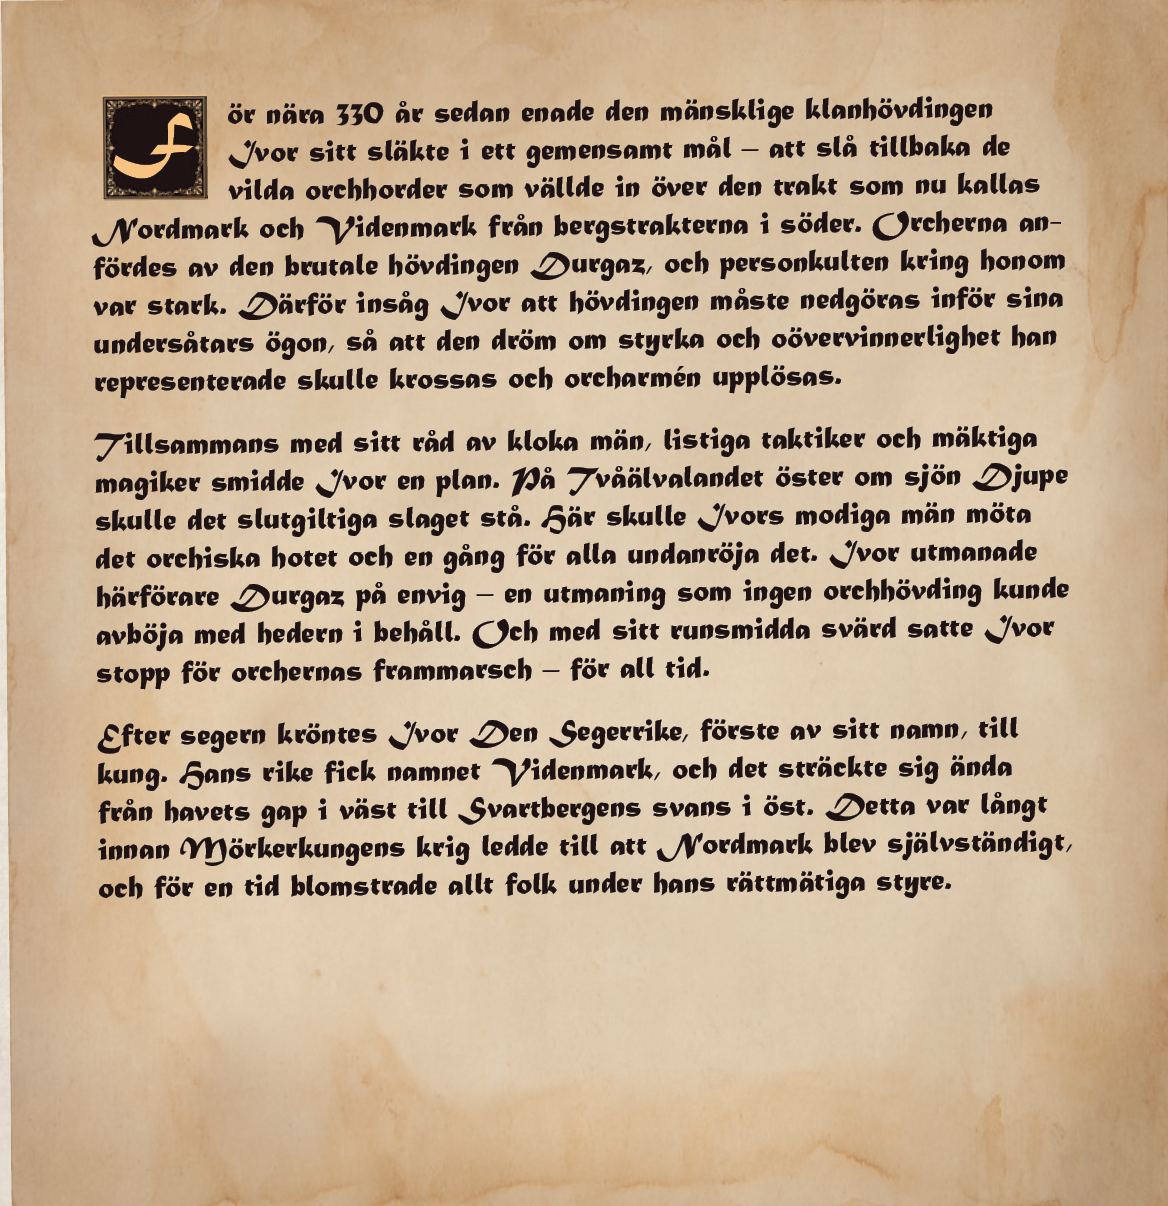 För nära 330 år sedan enade den mänsklige klanhövdingen
Ivor sitt släkte i ett gemensamt mål – att slå tillbaka de
vilda orchhorder som vällde in över den trakt som nu kallas
Nordmark och Videnmark från bergstrakterna i söder. Orcherna an-
fördes av den brutale hövdingen Durgaz, och personkulten kring honom
var stark. Därför insåg Ivor att hövdingen måste nedgöras inför sina
undersåtars ögon, så att den dröm om styrka och oövervinnerlighet han
representerade skulle krossas och orcharmén upplösas.
Tillsammans med sitt råd av kloka män, listiga taktiker och mäktiga
magiker smidde Ivor en plan. På Tvåälvalandet öster om sjön Djupe
skulle det slutgiltiga slaget stå. Här skulle Ivors modiga män möta
det orchiska hotet och en gång för alla undanröja det. Ivor utmanade
härförare Durgaz på envig – en utmaning som ingen orchhövding kunde
avböja med hedern i behåll. Och med sitt runsmidda svärd satte Ivor
stopp för orchernas frammarsch – för all tid.
Efter segern kröntes Ivor Den Segerrike, förste av sitt namn, till
kung. Hans rike fick namnet Videnmark, och det sträckte sig ända
från havets gap i väst till Svartbergens svans i öst. Detta var långt
innan Mörkerkungens krig ledde till att Nordmark blev självständigt,
och för en tid blomstrade allt folk under hans rättmätiga styre.